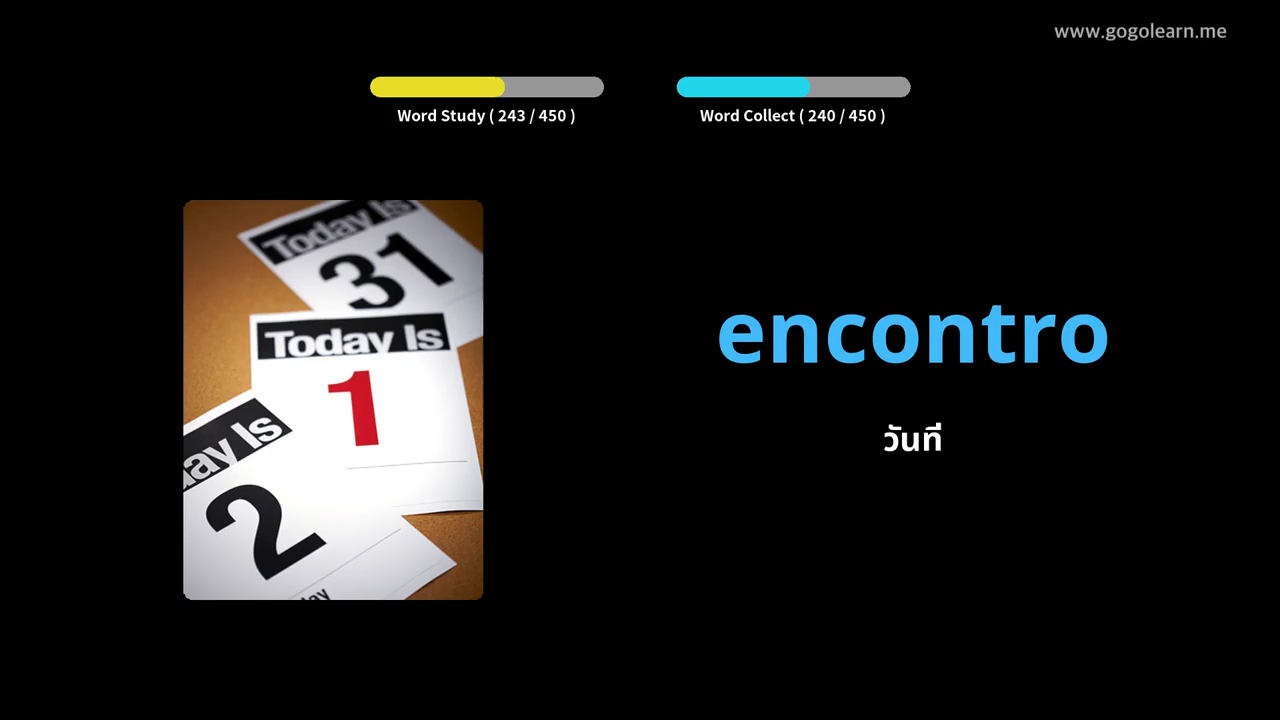 www.gogolearn.me
Word Study ( 243 / 450 )
Word Collect ( 240 / 450 )
Today Is
31
Today Is
1
ay Is
2
ay
encontro
วันที่